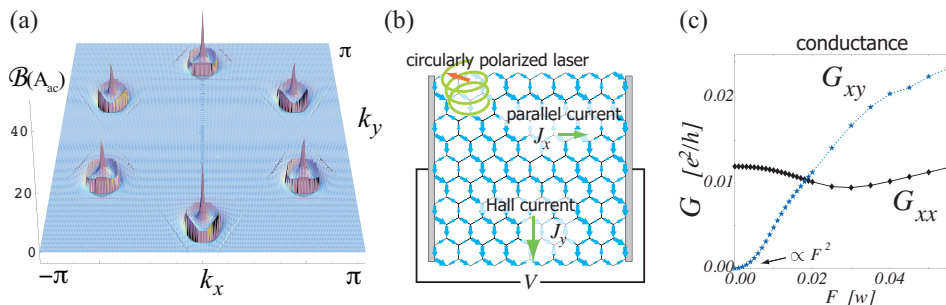 (a)
π
ℬ(A_ac)
40
k_y
20
0
−π
k_x
π
(b)
circularly polarized laser
parallel current
J_x
Hall current
J_y
V
(c)
conductance
G_xy
0.02
G [e²/h]
0.01
G_xx
∝ F²
0.00
0.00
0.02
0.04
F [w]